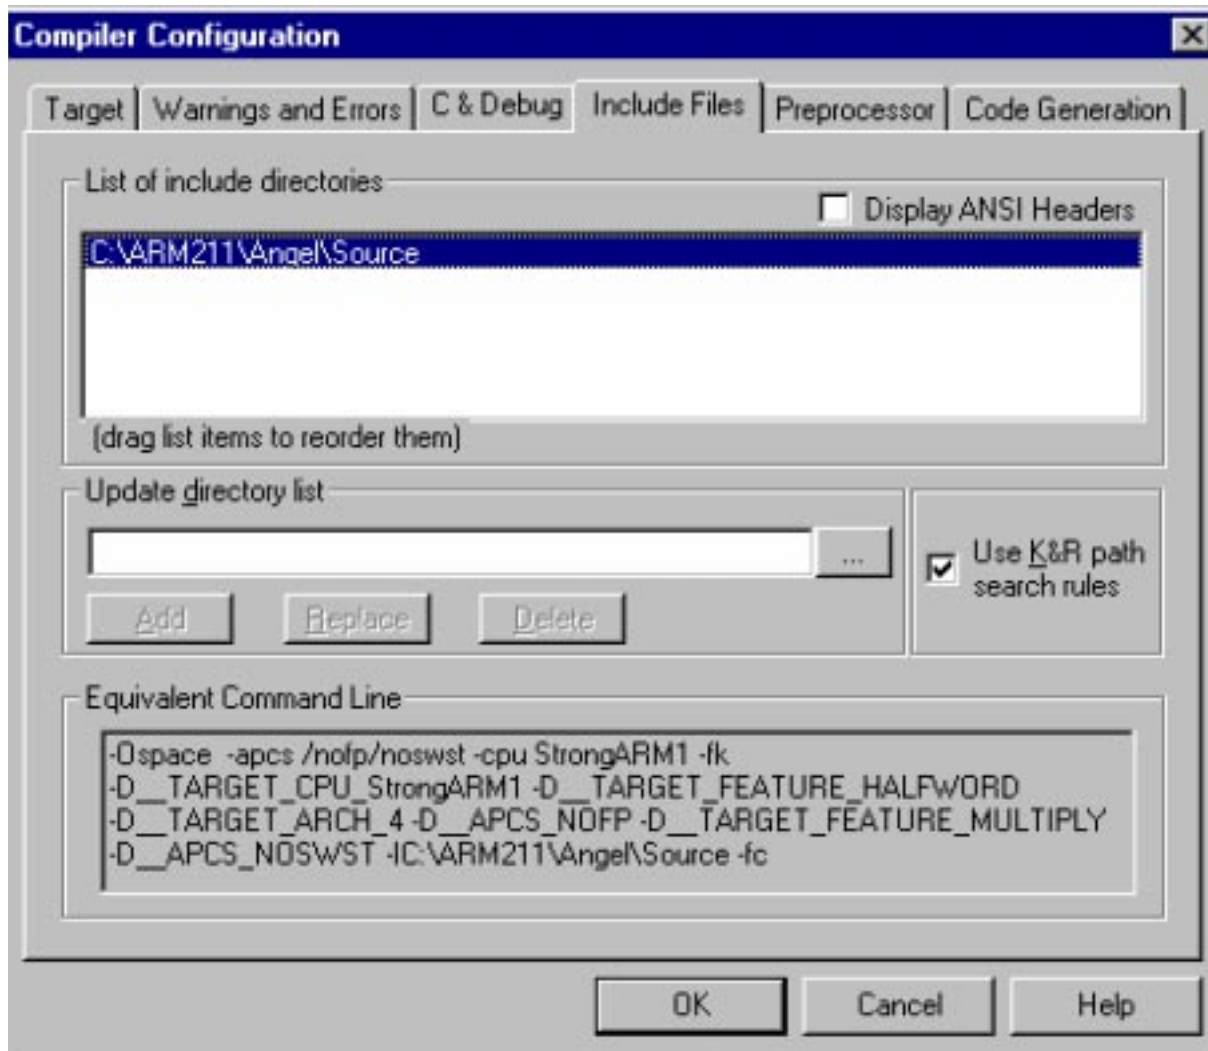 Compiler Configuration
Target
Warnings and Errors
C & Debug
Include Files
Preprocessor
Code Generation
List of include directories
Display ANSI Headers
C:\ARM211\Angel\Source
(drag list items to reorder them)
Update directory list
...
Use K&R path
search rules
Add
Replace
Delete
Equivalent Command Line
-Ospace -apcs /nofp/noswst -cpu StrongARM1 -fk
-D__TARGET_CPU_StrongARM1 -D__TARGET_FEATURE_HALFWORD
-D__TARGET_ARCH_4 -D__APCS_NOFP -D__TARGET_FEATURE_MULTIPLY
-D__APCS_NOSWST -IC:\ARM211\Angel\Source -fc
OK
Cancel
Help